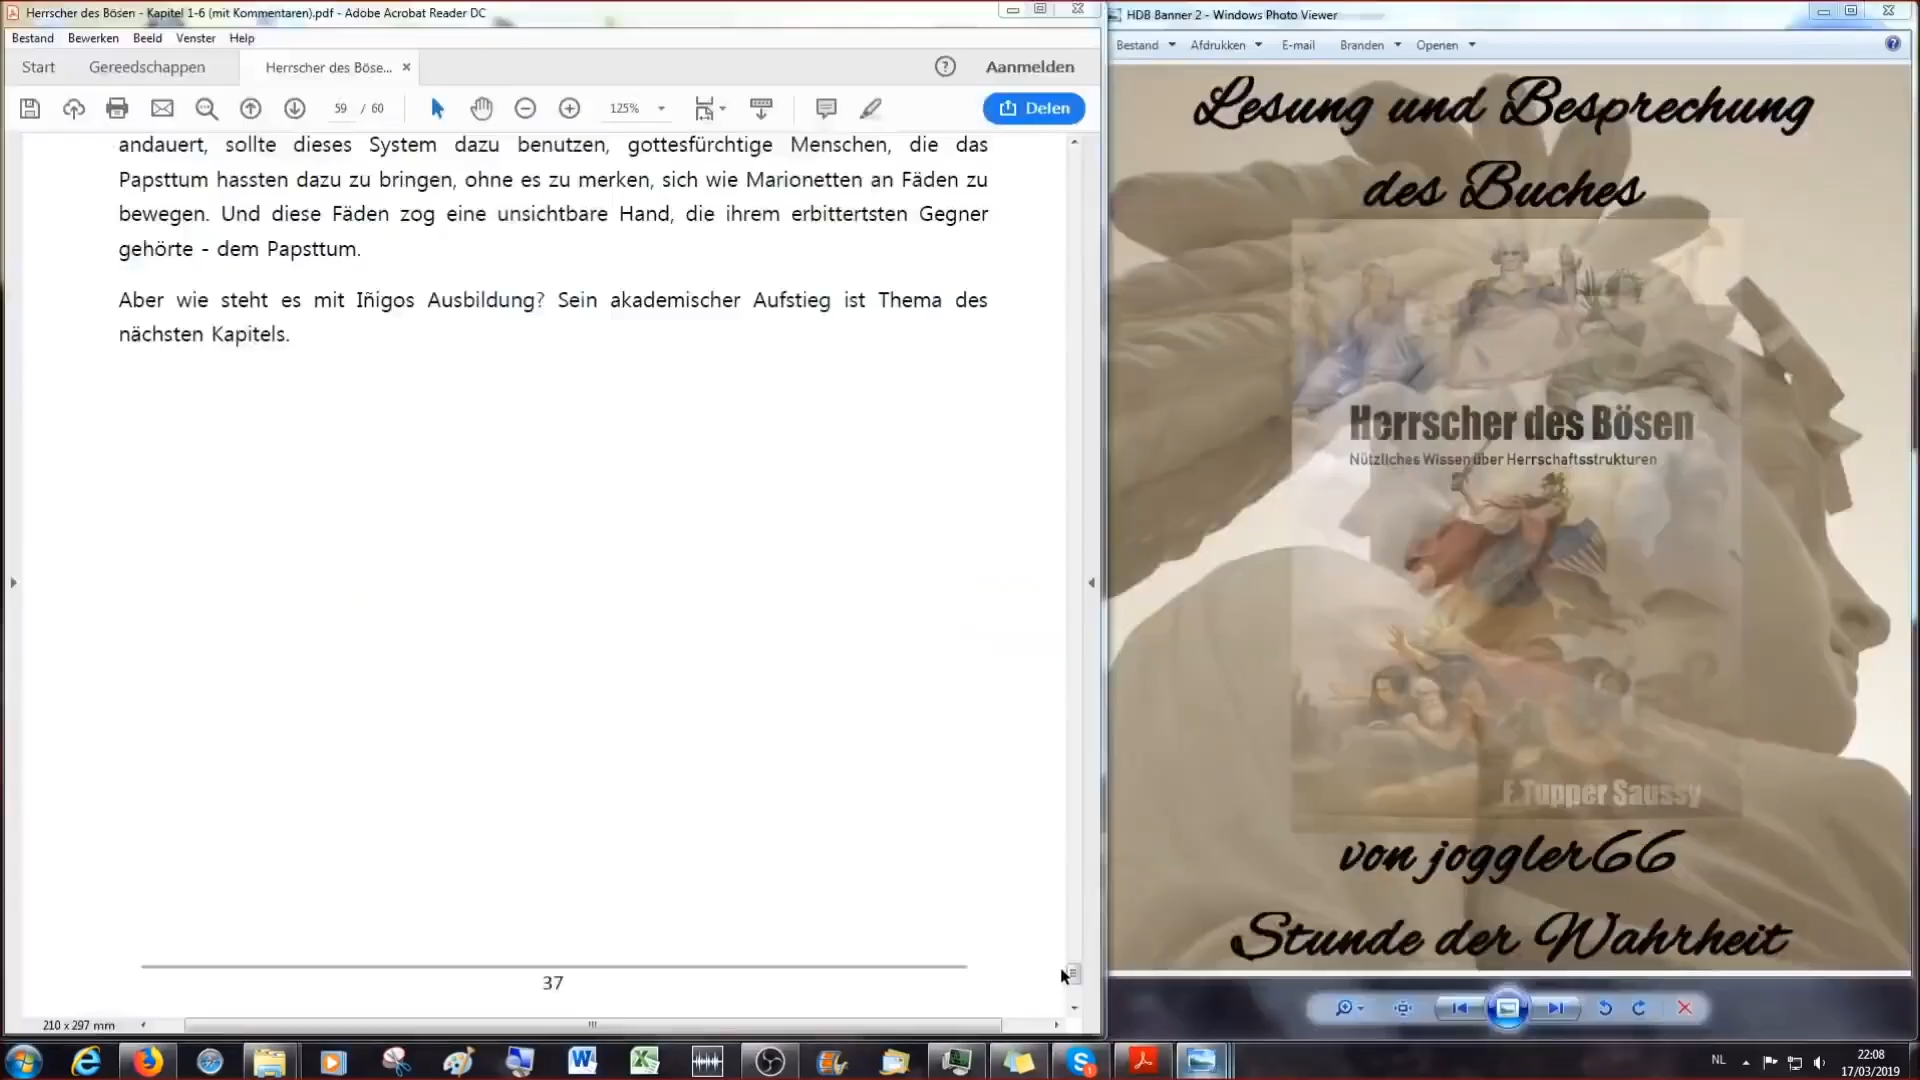 Herrscher des Bösen - Kapitel 1-6 (mit Kommentaren).pdf - Adobe Acrobat Reader DC
Bestand Bewerken Beeld Venster Help
Start Gereedschappen Herrscher des Böse... × Aanmelden
59 / 60 125% Delen
andauert, sollte dieses System dazu benutzen, gottesfürchtige Menschen, die das
Papsttum hassten dazu zu bringen, ohne es zu merken, sich wie Marionetten an Fäden zu
bewegen. Und diese Fäden zog eine unsichtbare Hand, die ihrem erbittertsten Gegner
gehörte - dem Papsttum.
Aber wie steht es mit Iñigos Ausbildung? Sein akademischer Aufstieg ist Thema des
nächsten Kapitels.
37
210 x 297 mm
HDB Banner 2 - Windows Photo Viewer
Bestand Afdrukken E-mail Branden Openen
Lesung und Besprechung
des Buches
Herrscher des Bösen
Nützliches Wissen über Herrschaftsstrukturen
F. Tupper Saussy
von joggler66
Stunde der Wahrheit
NL 22:08
17/03/2019